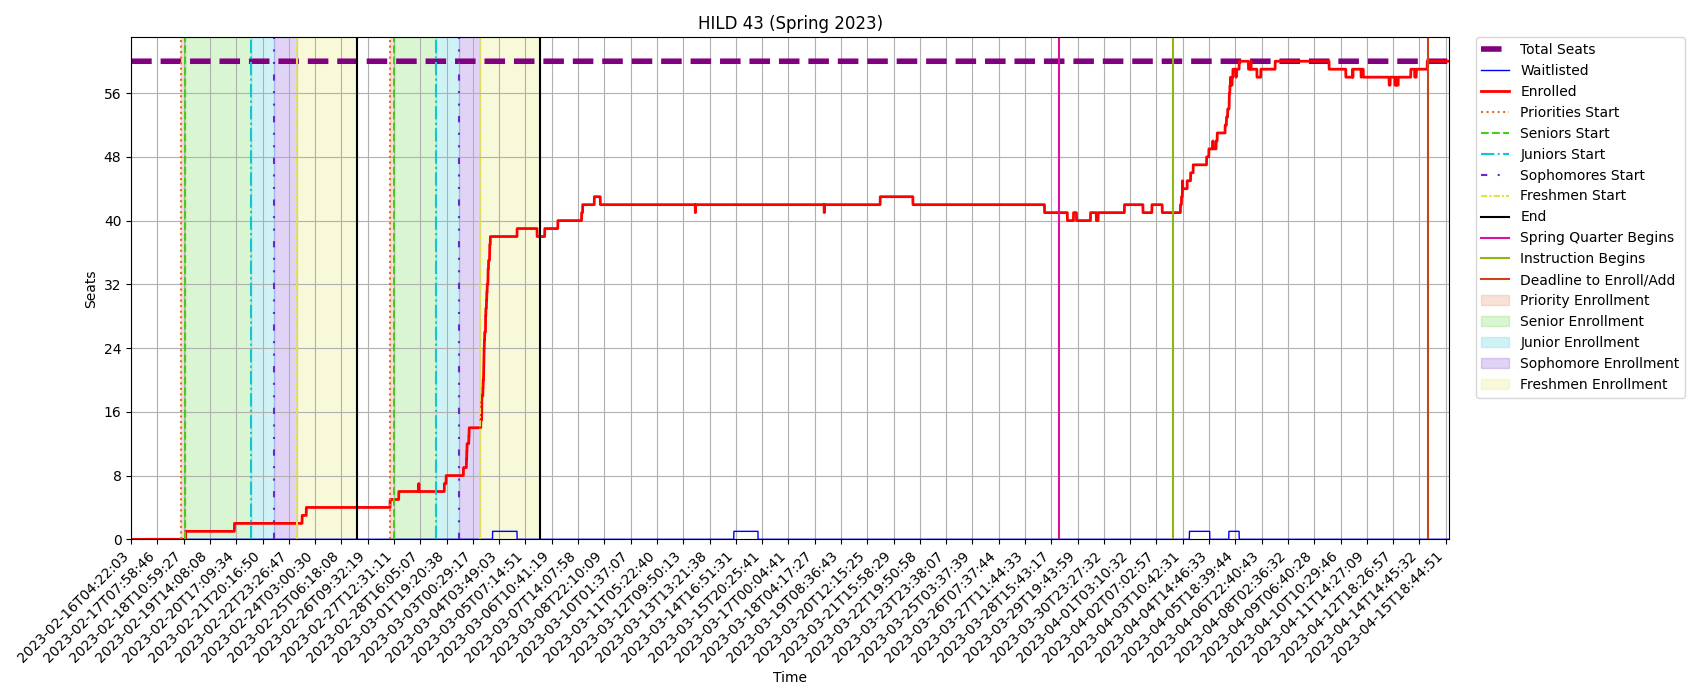 HILD 43 (Spring 2023)
Seats
56
48
40
32
24
16
8
0
2023-02-16T04:22:03
2023-02-17T07:58:46
2023-02-18T10:59:27
2023-02-19T14:08:08
2023-02-20T17:09:34
2023-02-21T20:16:50
2023-02-22T23:26:47
2023-02-24T03:00:30
2023-02-25T06:18:08
2023-02-26T09:32:19
2023-02-27T12:31:11
2023-02-28T16:05:07
2023-03-01T19:20:38
2023-03-03T00:29:17
2023-03-04T03:49:03
2023-03-05T07:14:51
2023-03-06T10:41:19
2023-03-07T14:07:58
2023-03-08T22:10:09
2023-03-10T01:37:07
2023-03-11T05:22:40
2023-03-12T09:50:13
2023-03-13T13:21:38
2023-03-14T16:51:31
2023-03-15T20:25:41
2023-03-17T00:04:41
2023-03-18T04:17:27
2023-03-19T08:36:43
2023-03-20T12:15:25
2023-03-21T15:58:29
2023-03-22T19:50:58
2023-03-23T23:38:07
2023-03-25T03:37:39
2023-03-26T07:37:44
2023-03-27T11:44:33
2023-03-28T15:43:17
2023-03-29T19:43:59
2023-03-30T23:27:32
2023-04-01T03:10:32
2023-04-02T07:02:57
2023-04-03T10:42:31
2023-04-04T14:46:33
2023-04-05T18:39:44
2023-04-06T22:40:43
2023-04-08T02:36:32
2023-04-09T06:40:28
2023-04-10T10:29:46
2023-04-11T14:27:09
2023-04-12T18:26:57
2023-04-14T14:45:32
2023-04-15T18:44:51
Time
Total Seats
Waitlisted
Enrolled
Priorities Start
Seniors Start
Juniors Start
Sophomores Start
Freshmen Start
End
Spring Quarter Begins
Instruction Begins
Deadline to Enroll/Add
Priority Enrollment
Senior Enrollment
Junior Enrollment
Sophomore Enrollment
Freshmen Enrollment